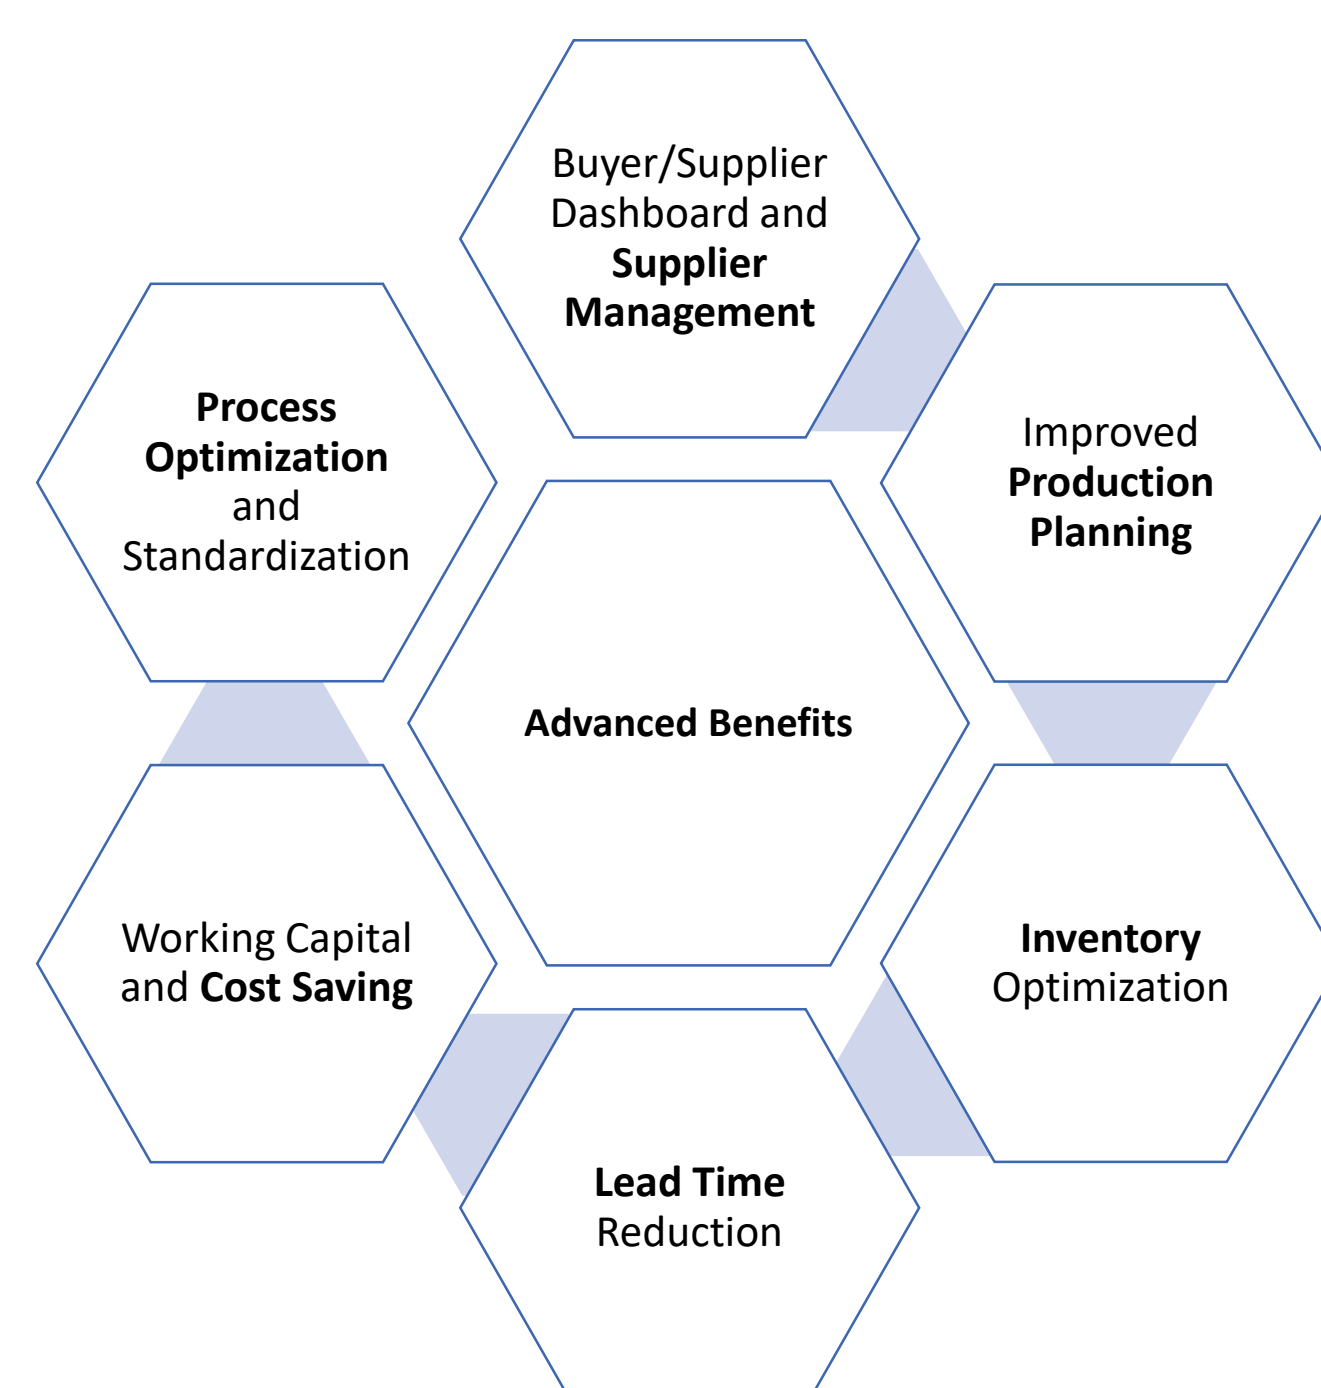 Buyer/Supplier
Dashboard and
Supplier
Management
Improved
Production
Planning
Inventory
Optimization
Lead Time
Reduction
Working Capital
and Cost Saving
Process
Optimization
and
Standardization
Advanced Benefits